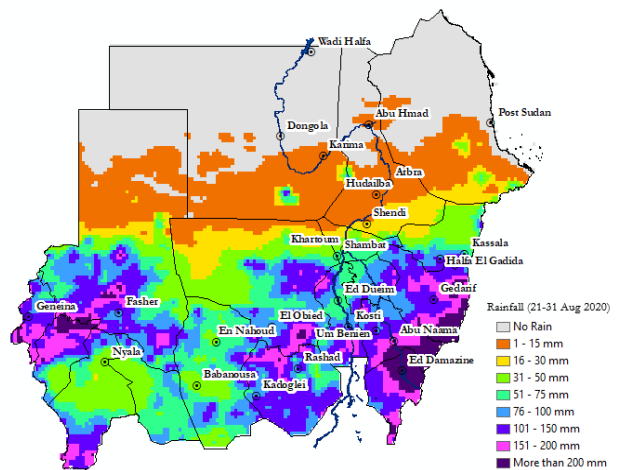 Wadi Halfa
Post Sudan
Abu Hmad
Dongola
Karima
Arbra
Hudailba
Shendi
Khartoum
Shambat
Kassala
Halfa El Gadida
Ed Dueim
Gedarif
Geneina
Fasher
El Obied
Kosti
En Nahoud
Um Benien
Abu Naama
Nyala
Rashad
Ed Damazine
Babanousa
Kadoglei
Rainfall (21-31 Aug 2020)
No Rain
1 - 15 mm
16 - 30 mm
31 - 50 mm
51 - 75 mm
76 - 100 mm
101 - 150 mm
151 - 200 mm
More than 200 mm